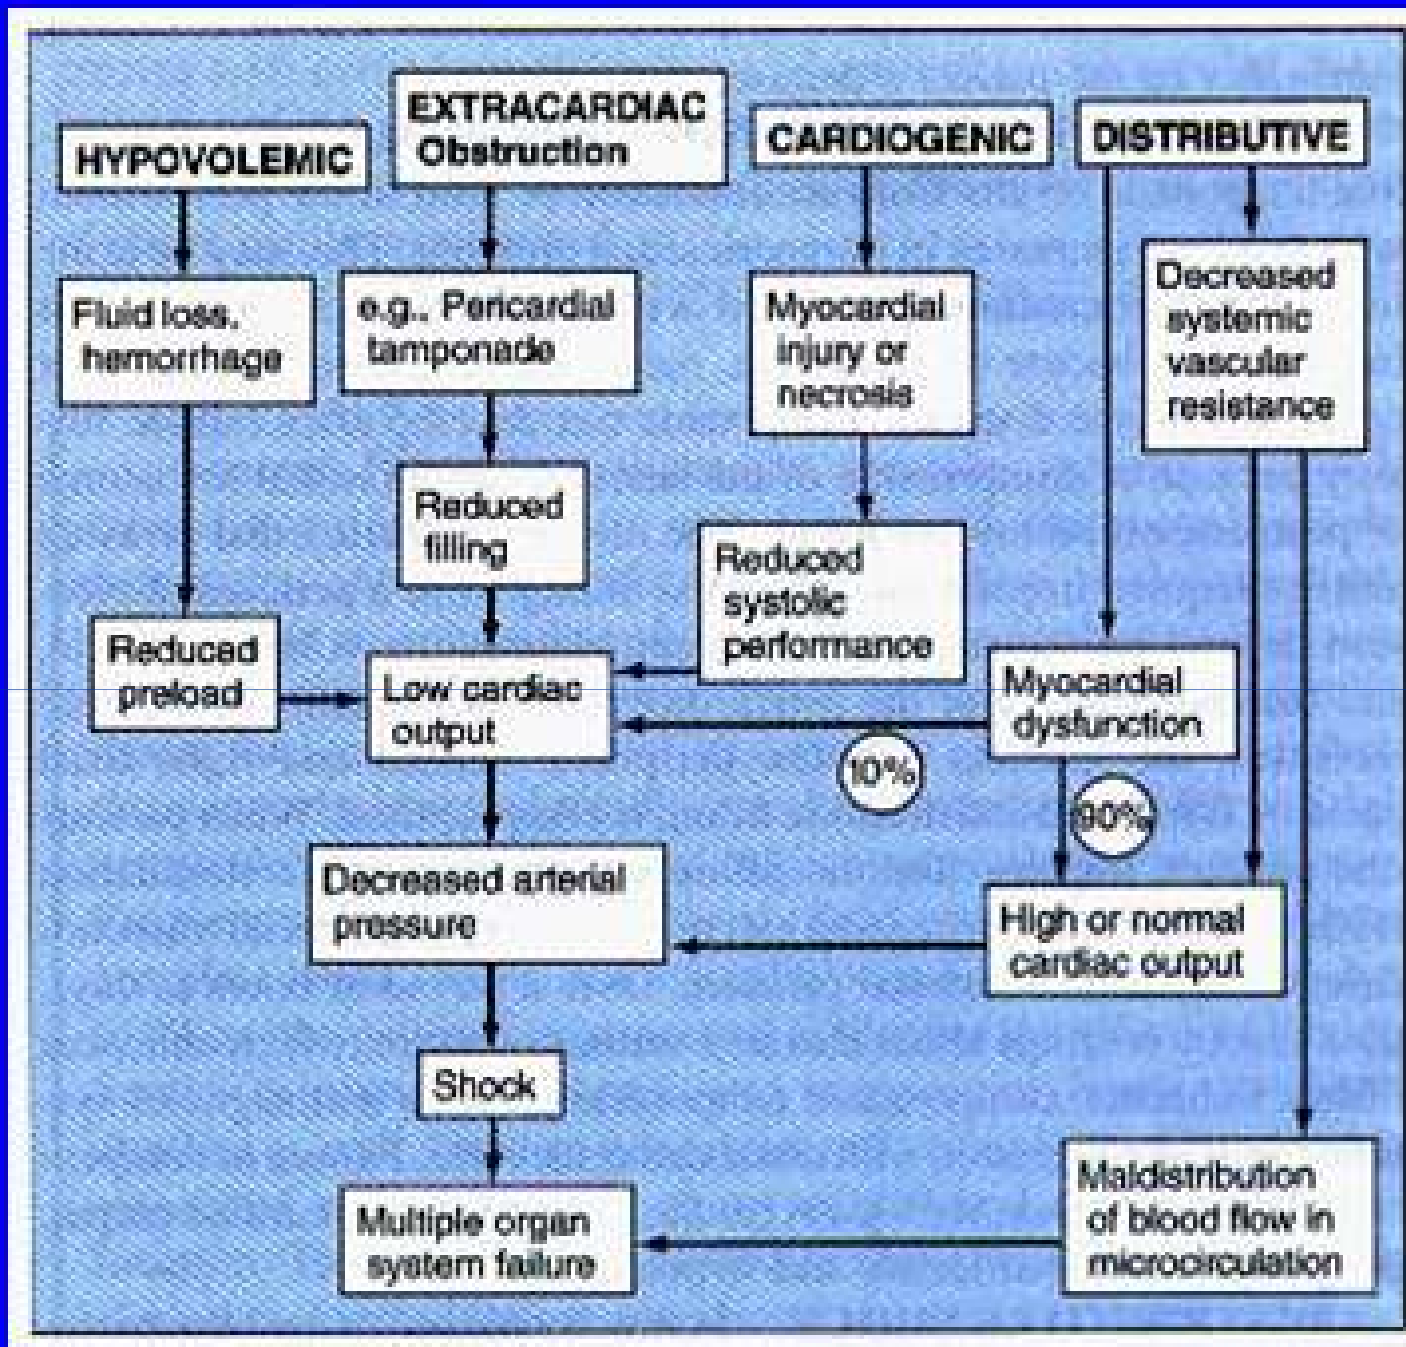 HYPOVOLEMIC
EXTRACARDIAC
Obstruction
CARDIOGENIC
DISTRIBUTIVE
Fluid loss,
hemorrhage
e.g., Pericardial
tamponade
Myocardial
injury or
necrosis
Decreased
systemic
vascular
resistance
Reduced
filling
Reduced
systolic
performance
Reduced
preload
Low cardiac
output
Myocardial
dysfunction
10%
90%
Decreased arterial
pressure
High or normal
cardiac output
Shock
Multiple organ
system failure
Maldistribution
of blood flow in
microcirculation